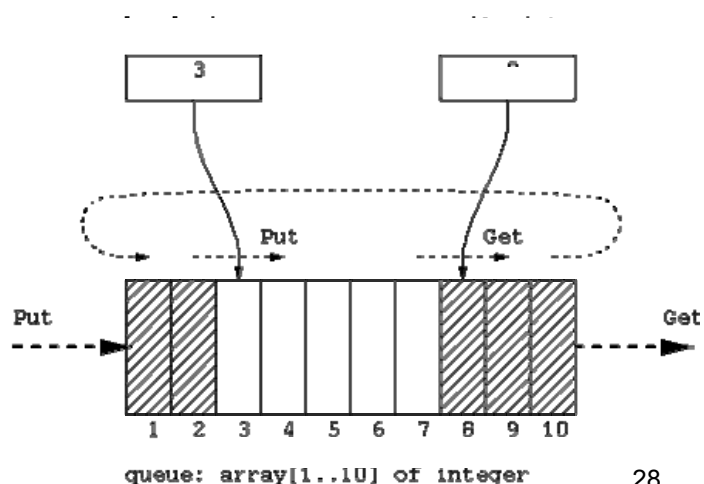 3
Put Get
Put Get
1 2 3 4 5 6 7 8 9 10
queue: array[1..10] of integer
28